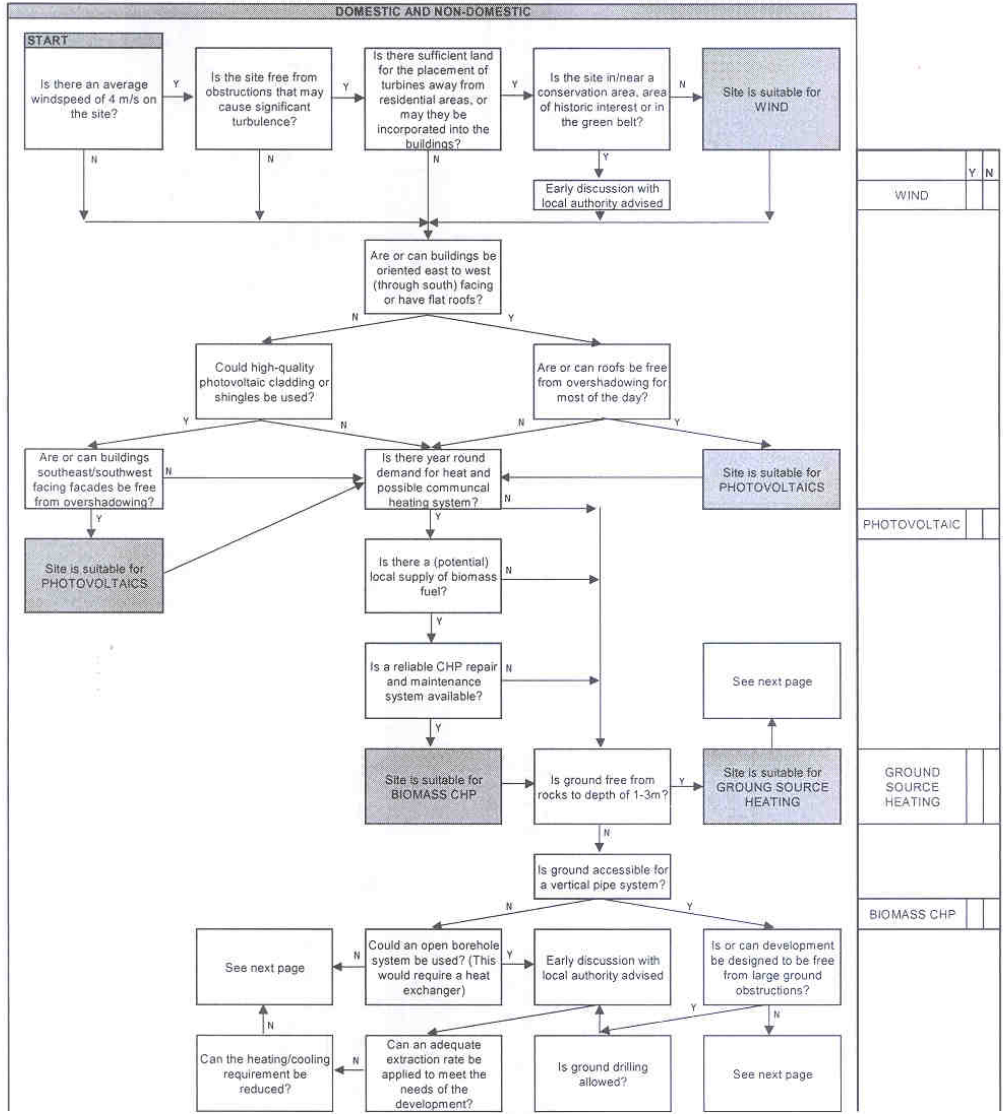 DOMESTIC AND NON-DOMESTIC
START
Is there an average
windspeed of 4 m/s on
the site?
Y
N
Is the site free from
obstructions that may
cause significant
turbulence?
Y
N
Is there sufficient land
for the placement of
turbines away from
residential areas, or
may they be
incorporated into the
buildings?
Y
N
Is the site in/near a
conservation area, area
of historic interest or in
the green belt?
N
Y
Site is suitable for
WIND
Early discussion with
local authority advised
Y N
WIND
Are or can buildings be
oriented east to west
(through south) facing
or have flat roofs?
N
Y
Could high-quality
photovoltaic cladding or
shingles be used?
Y
N
Are or can roofs be free
from overshadowing for
most of the day?
N
Y
Are or can buildings
southeast/southwest
facing facades be free
from overshadowing?
N
Y
Is there year round
demand for heat and
possible communcal
heating system?
N
Y
Site is suitable for
PHOTOVOLTAICS
PHOTOVOLTAIC
Site is suitable for
PHOTOVOLTAICS
Is there a (potential)
local supply of biomass
fuel?
N
Y
Is a reliable CHP repair
and maintenance
system available?
N
Y
See next page
Site is suitable for
BIOMASS CHP
Is ground free from
rocks to depth of 1-3m?
Y
N
Site is suitable for
GROUNG SOURCE
HEATING
GROUND
SOURCE
HEATING
Is ground accessible for
a vertical pipe system?
N
Y
BIOMASS CHP
See next page
N
Could an open borehole
system be used? (This
would require a heat
exchanger)
Y
Early discussion with
local authority advised
Is or can development
be designed to be free
from large ground
obstructions?
Y
N
N
Can the heating/cooling
requirement be
reduced?
N
Can an adequate
extraction rate be
applied to meet the
needs of the
development?
Is ground drilling
allowed?
See next page